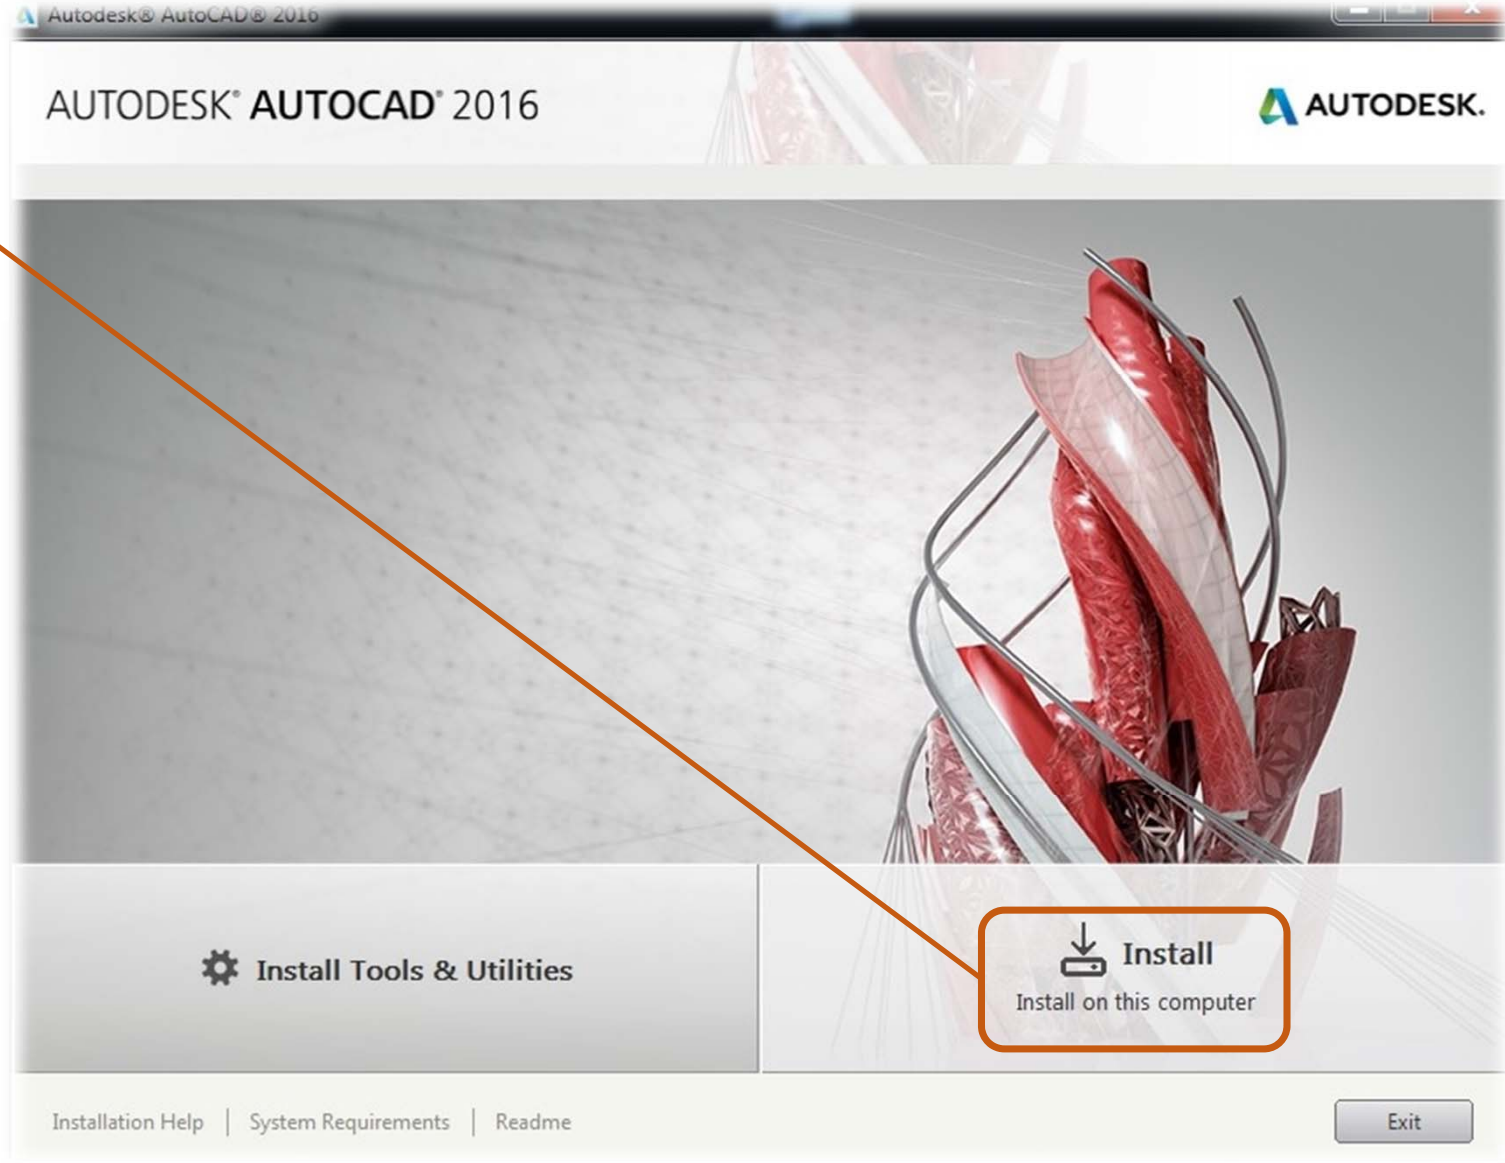 Autodesk® AutoCAD® 2016
AUTODESK® AUTOCAD® 2016
AUTODESK.
Install Tools & Utilities
Install
Install on this computer
Installation Help | System Requirements | Readme
Exit